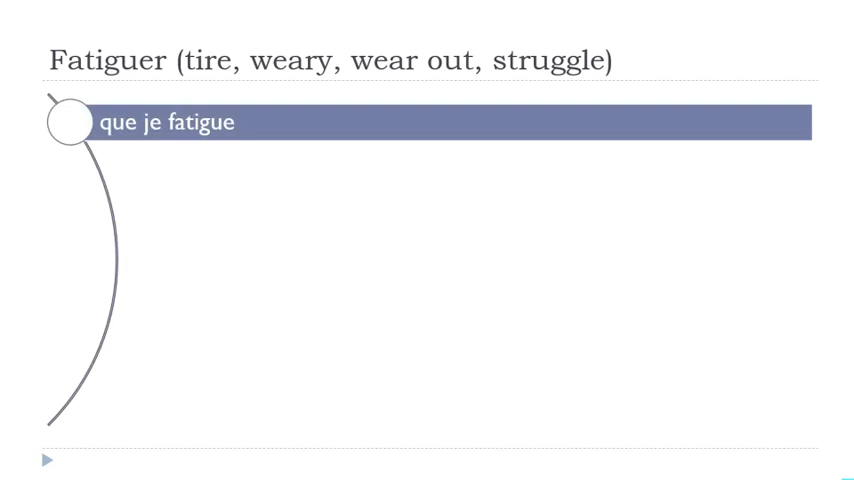 Fatiguer (tire, weary, wear out, struggle)
que je fatigue